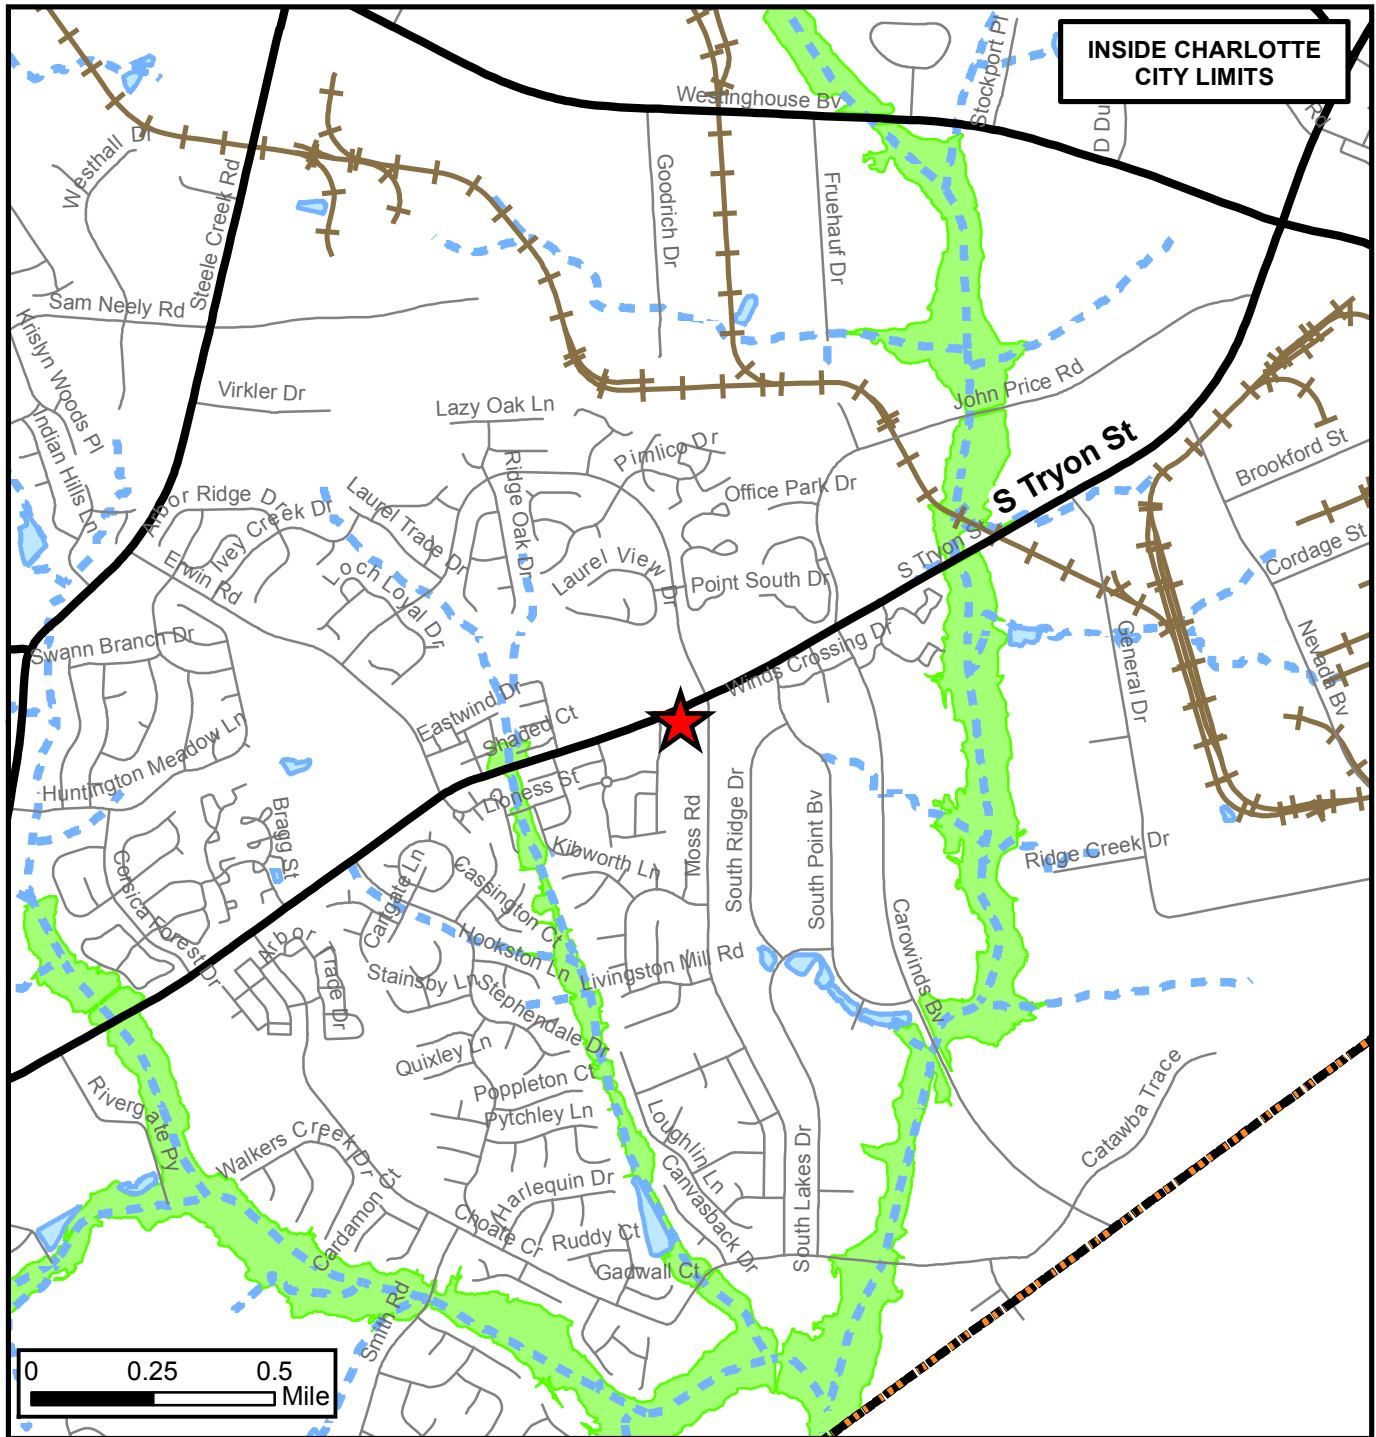 INSIDE CHARLOTTE
CITY LIMITS
Stockport Pl
Westinghouse Bv
D Du
Rd
Westhall Dr
Steele Creek Rd
Goodrich Dr
Fruehauf Dr
Sam Neely Rd
Krislyn Woods Pl
Virkler Dr
Lazy Oak Ln
John Price Rd
Indian Hills Ln
Pimlico Dr
S Tryon St
Brookford St
Arbor Ridge Dr
Ivey Creek Dr
Laurel Trace Dr
Ridge Oak Dr
Office Park Dr
Erwin Rd
Loch Loyal Dr
Laurel View Dr
Point South Dr
S Tryon St
Cordage St
Swann Branch Dr
Winds Crossing Dr
General Dr
Nevada Bv
Eastwind Dr
Shaded Ct
Huntington Meadow Ln
Lioness St
Bragg St
Moss Rd
South Ridge Dr
South Point Bv
Ridge Creek Dr
Kibworth Ln
Corsica Forest Dr
Carlgate Ln
Cassington Ct
Carowinds Bv
Arbor Trade Dr
Hookston Ln
Livingston Mill Rd
Stainsby Ln
Stephendale Dr
Quixley Ln
Poppleton Ct
Pytchley Ln
Rivergate Py
Walkers Creek Dr
Loughlin Ln
Catawba Trace
Cardamon Ct
Harlequin Dr
Canvasback Dr
South Lakes Dr
Choate Cr
Ruddy Ct
Gadwall Ct
Smith Rd
0 0.25 0.5
Mile